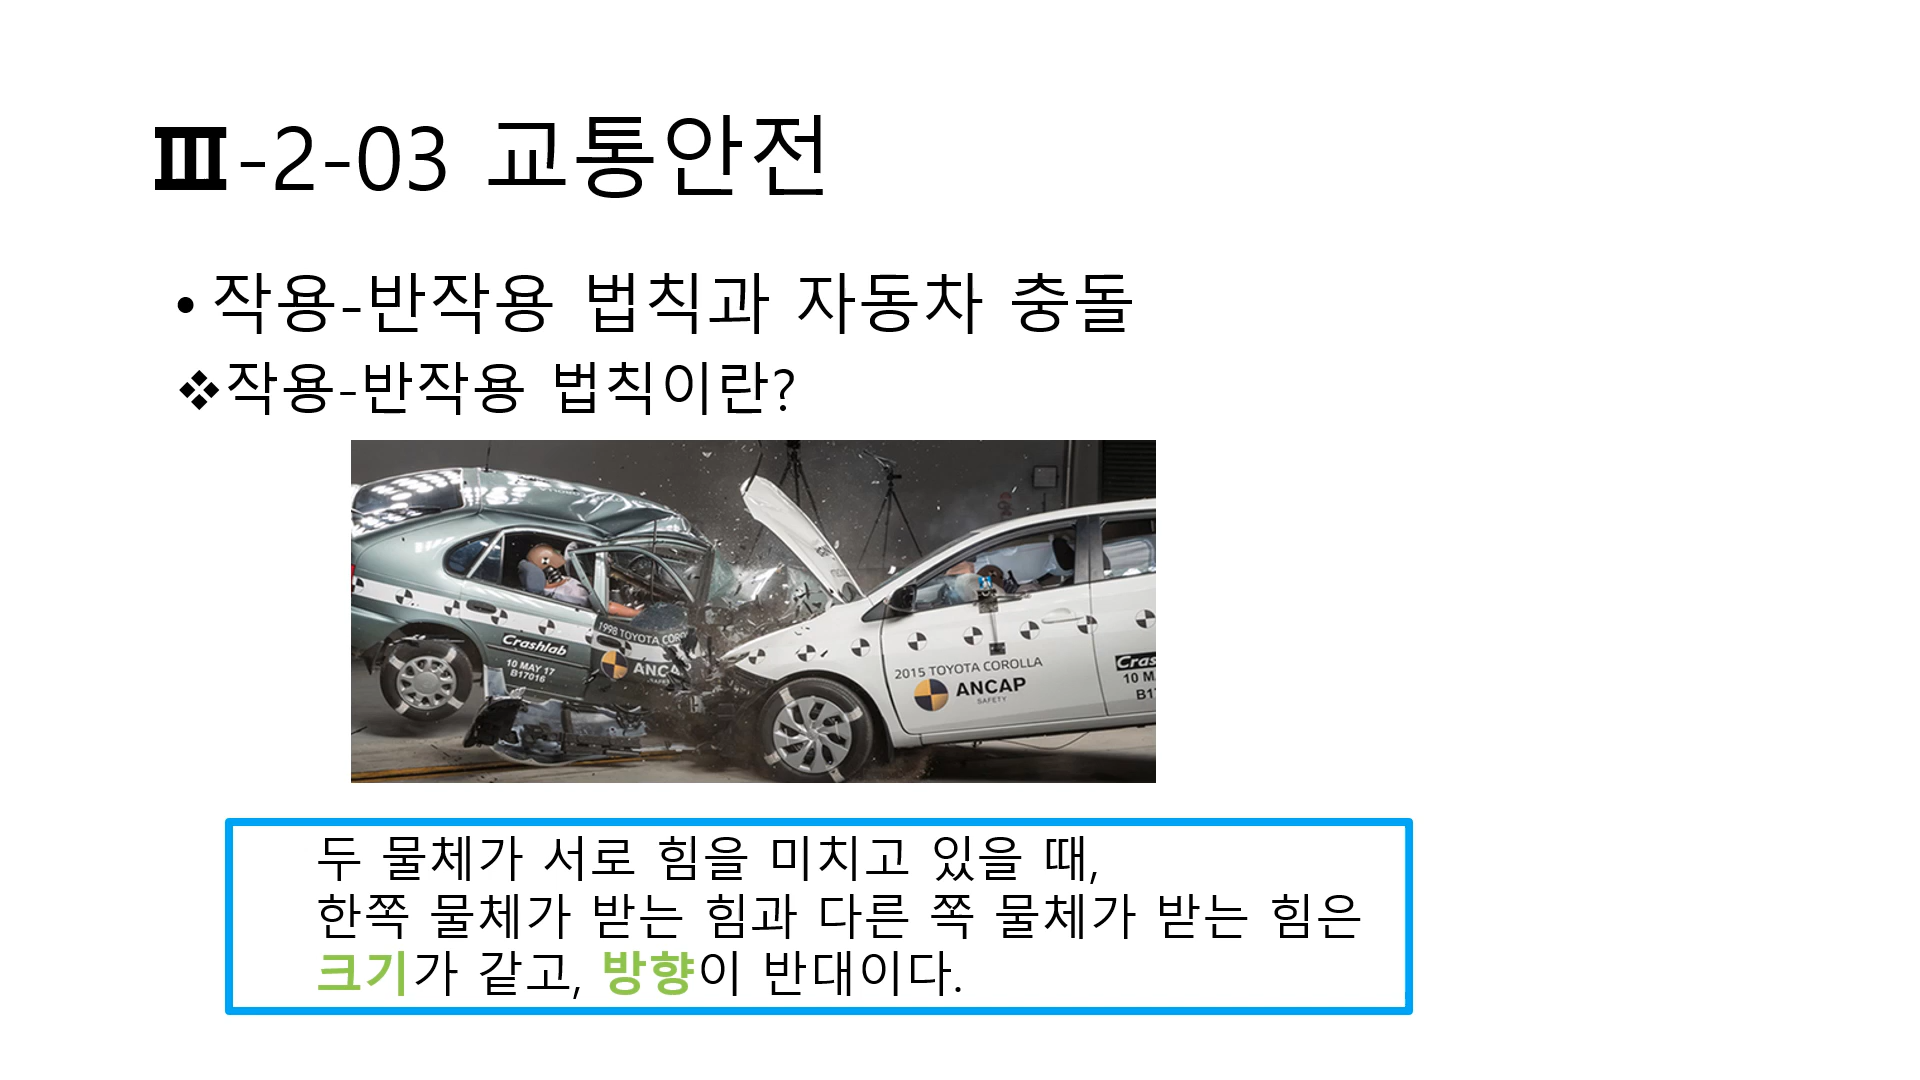 Ⅲ-2-03 교통안전
• 작용-반작용 법칙과 자동차 충돌
❖작용-반작용 법칙이란?
1998 TOYOTA
Crashlab
10 MAY 17
B17016
ANCAP
2015 TOYOTA COROLLA
ANCAP
SAFETY
두 물체가 서로 힘을 미치고 있을 때,
한쪽 물체가 받는 힘과 다른 쪽 물체가 받는 힘은
크기가 같고, 방향이 반대이다.